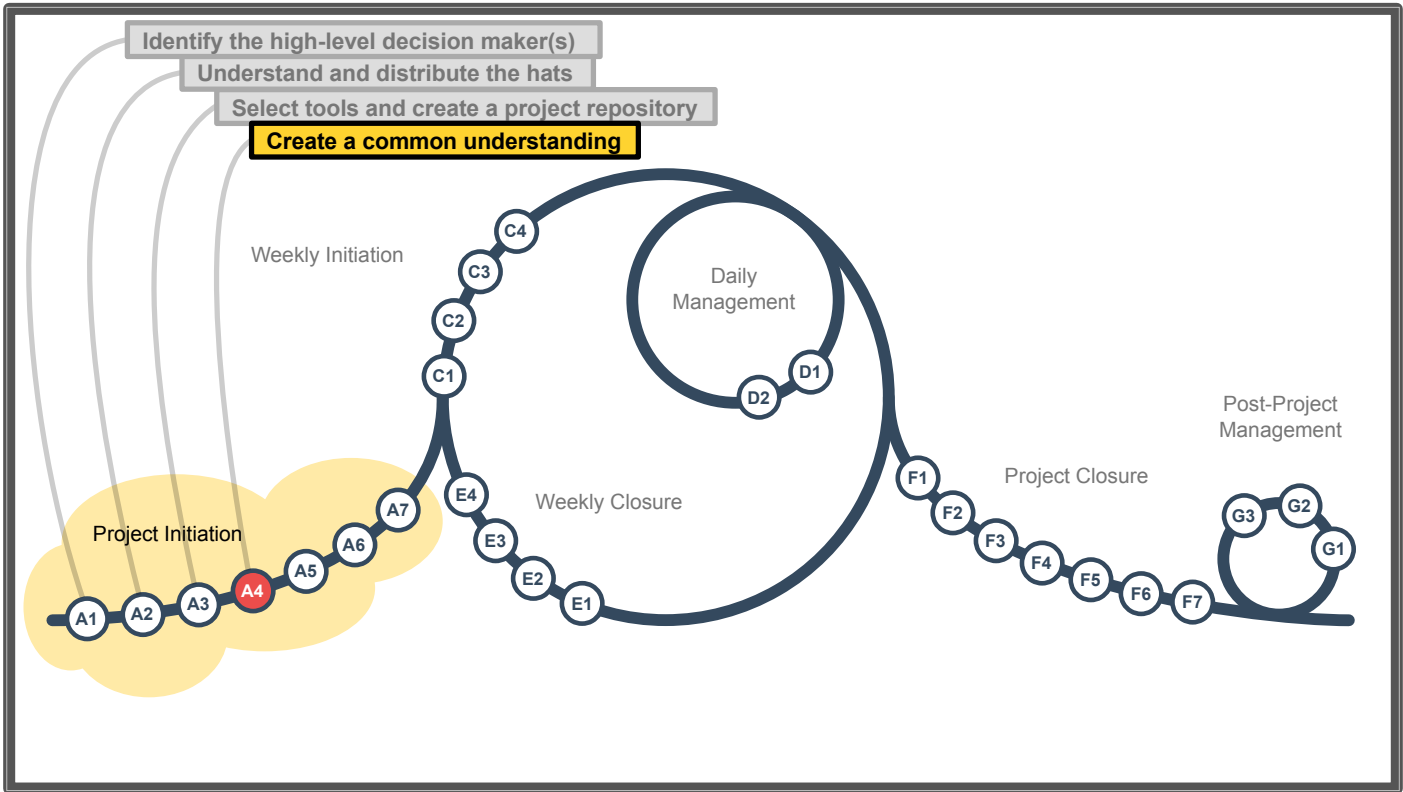 Identify the high-level decision maker(s)
Understand and distribute the hats
Select tools and create a project repository
Create a common understanding
Weekly Initiation
C4
C3
C2
C1
Daily
Management
D1
D2
Post-Project
Management
Project Closure
Weekly Closure
Project Initiation
A1
A2
A3
A4
A5
A6
A7
E4
E3
E2
E1
F1
F2
F3
F4
F5
F6
F7
G3
G2
G1